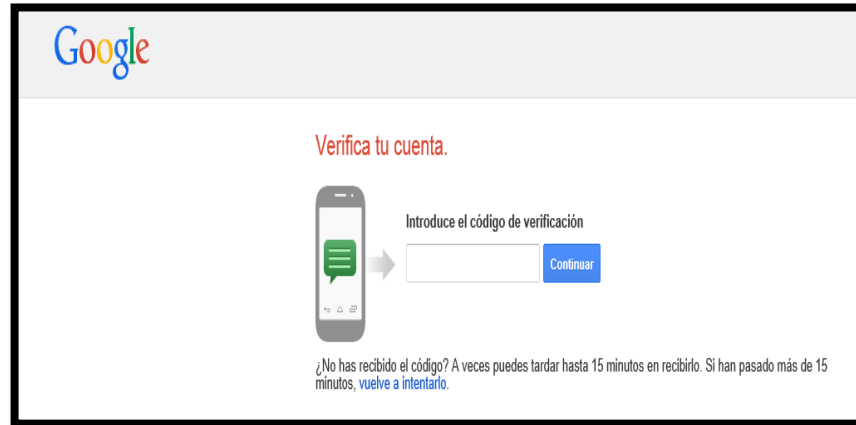 Google
Verifica tu cuenta.
Introduce el código de verificación
Continuar
¿No has recibido el código? A veces puedes tardar hasta 15 minutos en recibirlo. Si han pasado más de 15
minutos, vuelve a intentarlo.